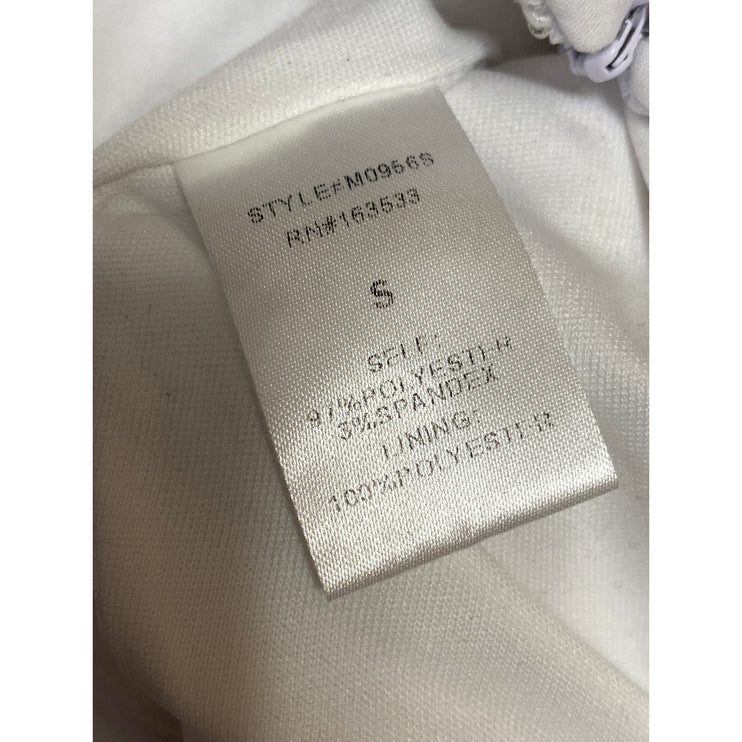 STYLE#M0956S
RN#163533
S
SELF:
97%POLYESTER
3%SPANDEX
LINING:
100%POLYESTER